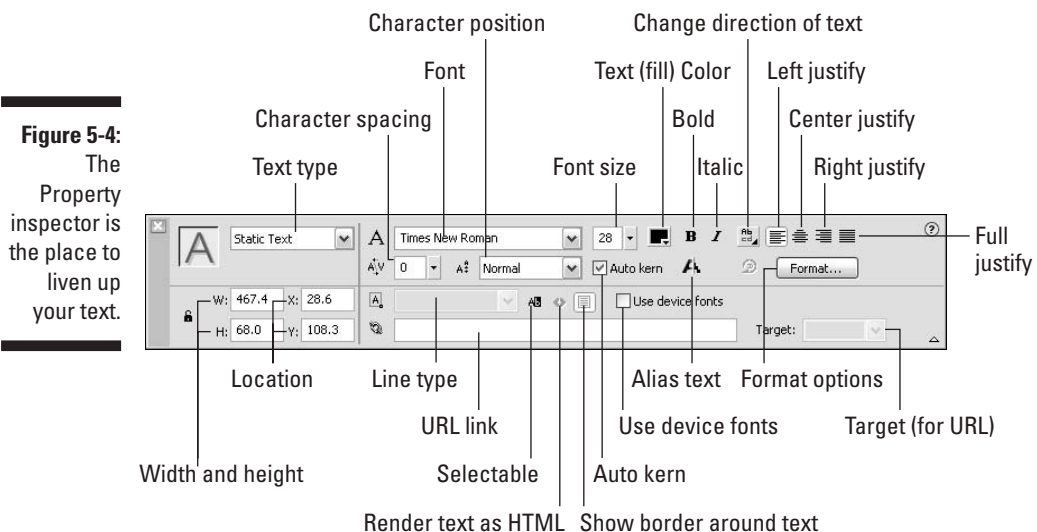 Character position
Change direction of text
Font
Text (fill) Color
Left justify
Character spacing
Bold
Center justify
Text type
Font size
Italic
Right justify
Figure 5-4:
The
Property
inspector is
the place to
liven up
your text.
Static Text
A
Times New Roman
28
B
I
Ab
cd
?
Full
justify
A V
0
A
Normal
Auto kern
A
Format...
W: 467.4
X: 28.6
A
AB
<>
Use device fonts
H: 68.0
Y: 108.3
Target:
Location
Line type
Alias text
Format options
URL link
Use device fonts
Target (for URL)
Width and height
Selectable
Auto kern
Render text as HTML
Show border around text